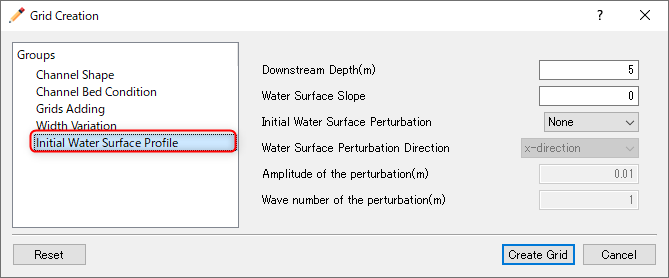 Grid Creation
?
Groups
Channel Shape
Channel Bed Condition
Grids Adding
Width Variation
Initial Water Surface Profile
Downstream Depth(m) 5
Water Surface Slope 0
Initial Water Surface Perturbation None
Water Surface Perturbation Direction x-direction
Amplitude of the perturbation(m) 0.01
Wave number of the perturbation(m) 1
Reset Create Grid Cancel